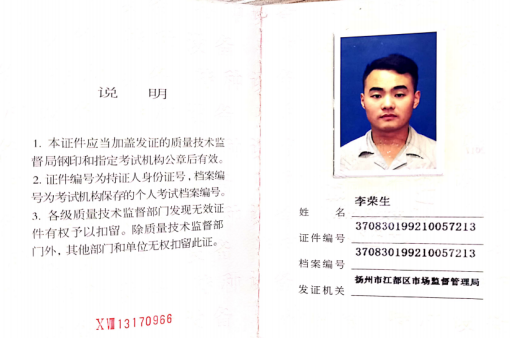 说 明
1. 本证件应当加盖发证的质量技术监
督局钢印和指定考试机构公章后有效。
2. 证件编号为持证人身份证号，档案编
号为考试机构保存的个人考试档案编号。
3. 各级质量技术监督部门发现无效证
件有权予以扣留。除质量技术监督部
门外，其他部门和单位无权扣留此证。
XⅧ13170966
姓 名 李荣生
证件编号 370830199210057213
档案编号 370830199210057213
发证机关 扬州市江都区市场监督管理局